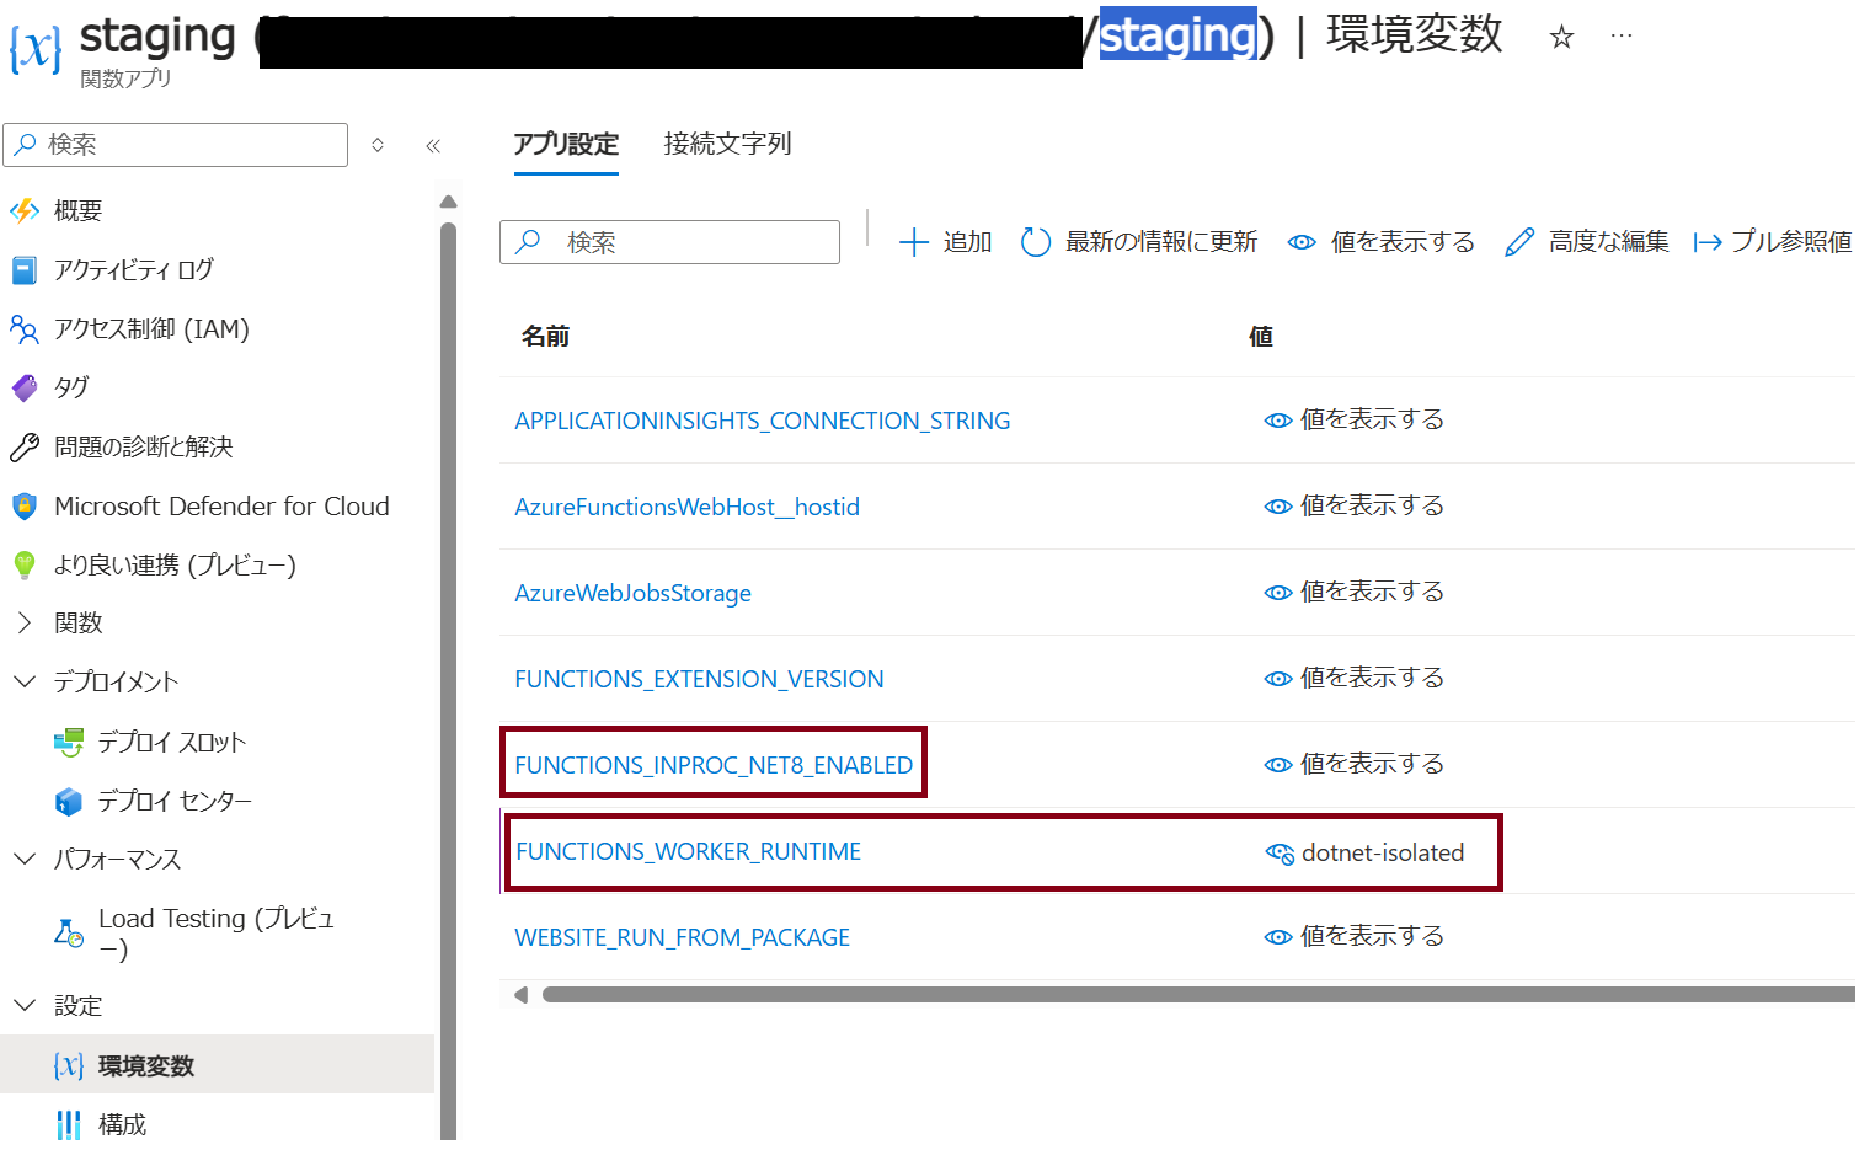 staging (/staging) | 環境変数
関数アプリ
検索
概要
アクティビティ ログ
アクセス制御 (IAM)
タグ
問題の診断と解決
Microsoft Defender for Cloud
より良い連携 (プレビュー)
関数
デプロイメント
デプロイ スロット
デプロイ センター
パフォーマンス
Load Testing (プレビュ
ー)
設定
環境変数
構成
アプリ設定 接続文字列
検索 追加 最新の情報に更新 値を表示する 高度な編集 プル参照値
名前 値
APPLICATIONINSIGHTS_CONNECTION_STRING 値を表示する
AzureFunctionsWebHost__hostid 値を表示する
AzureWebJobsStorage 値を表示する
FUNCTIONS_EXTENSION_VERSION 値を表示する
FUNCTIONS_INPROC_NET8_ENABLED 値を表示する
FUNCTIONS_WORKER_RUNTIME dotnet-isolated
WEBSITE_RUN_FROM_PACKAGE 値を表示する